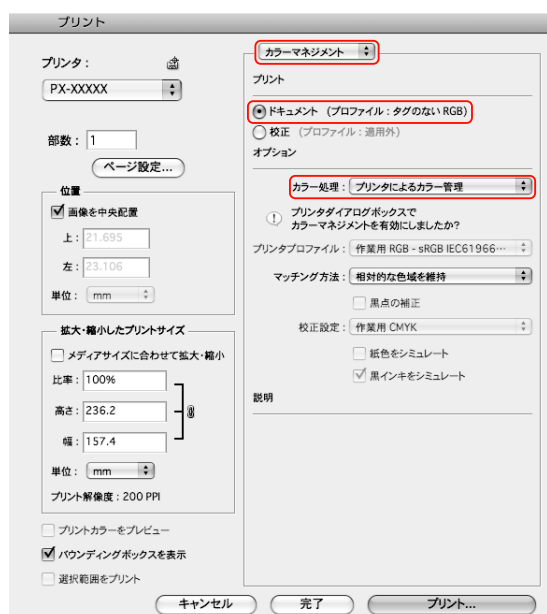 プリント
プリンタ：
PX-XXXXX
部数：1
ページ設定...
位置
画像を中央配置
上：21.695
左：23.106
単位：mm
拡大・縮小したプリントサイズ
メディアサイズに合わせて拡大・縮小
比率：100%
高さ：236.2
幅：157.4
単位：mm
プリント解像度：200 PPI
プリントカラーをプレビュー
バウンディングボックスを表示
選択範囲をプリント
カラーマネジメント
プリント
ドキュメント（プロファイル：タグのない RGB）
校正（プロファイル：適用外）
オプション
カラー処理：プリンタによるカラー管理
プリンタダイアログボックスで
カラーマネジメントを有効にしましたか？
プリンタプロファイル：作業用 RGB - sRGB IEC61966…
マッチング方法：相対的な色域を維持
黒点の補正
校正設定：作業用 CMYK
紙色をシミュレート
黒インキをシミュレート
説明
キャンセル 完了 プリント...